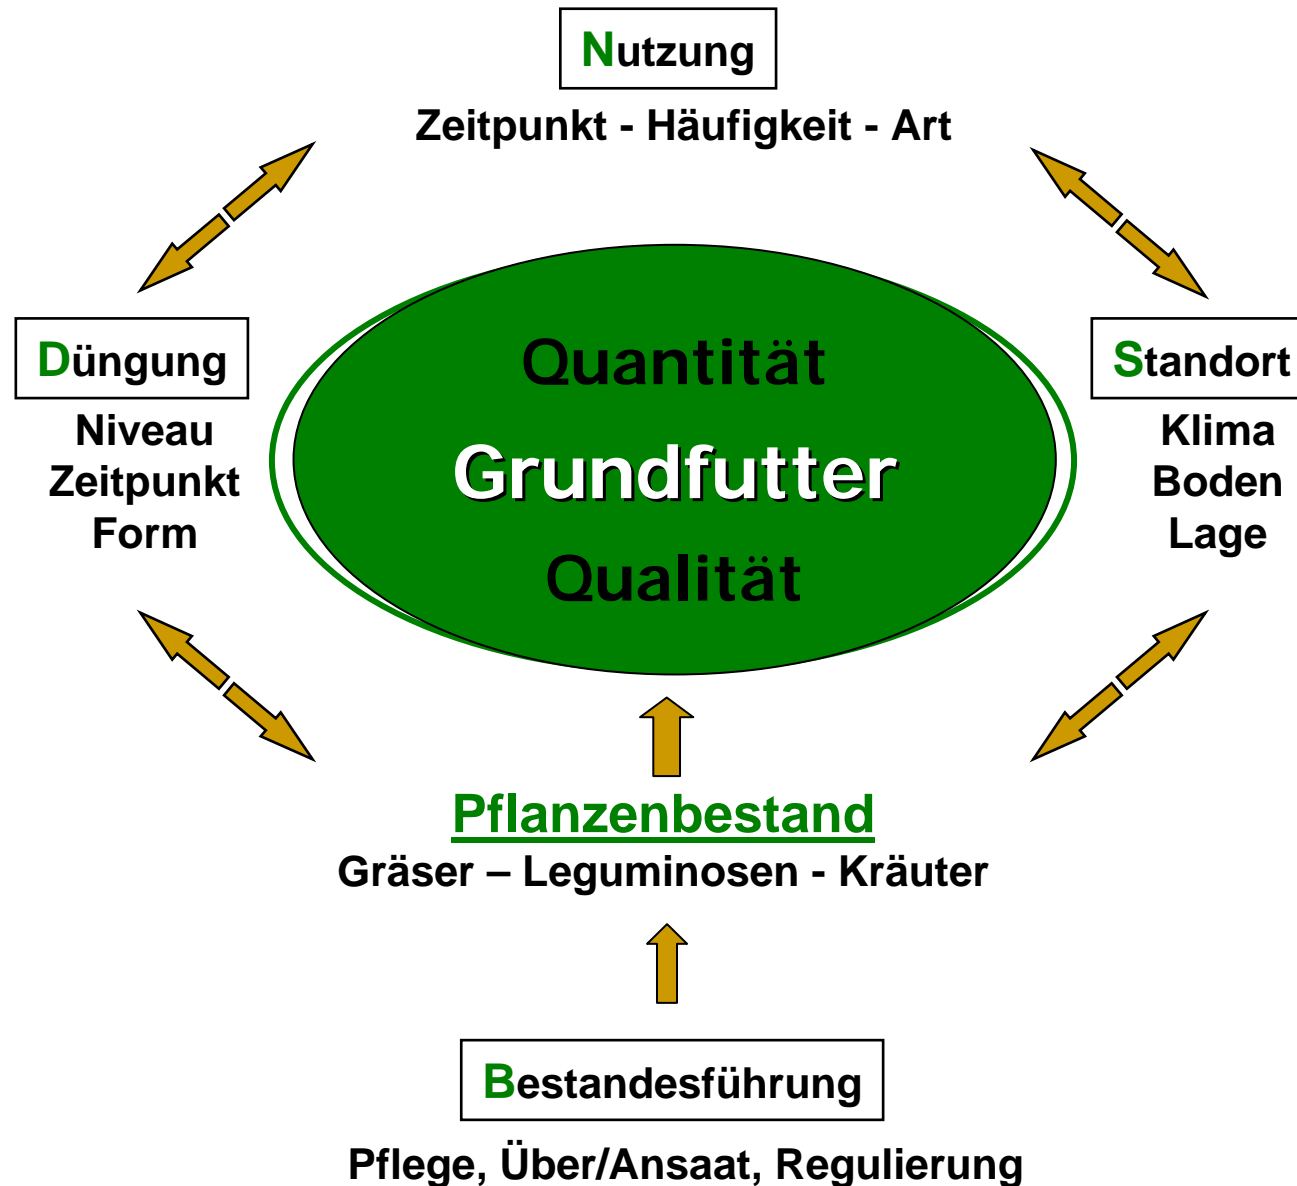 Nutzung
Zeitpunkt - Häufigkeit - Art
Düngung
Niveau
Zeitpunkt
Form
Quantität
Grundfutter
Qualität
Standort
Klima
Boden
Lage
Pflanzenbestand
Gräser – Leguminosen - Kräuter
Bestandesführung
Pflege, Über/Ansaat, Regulierung